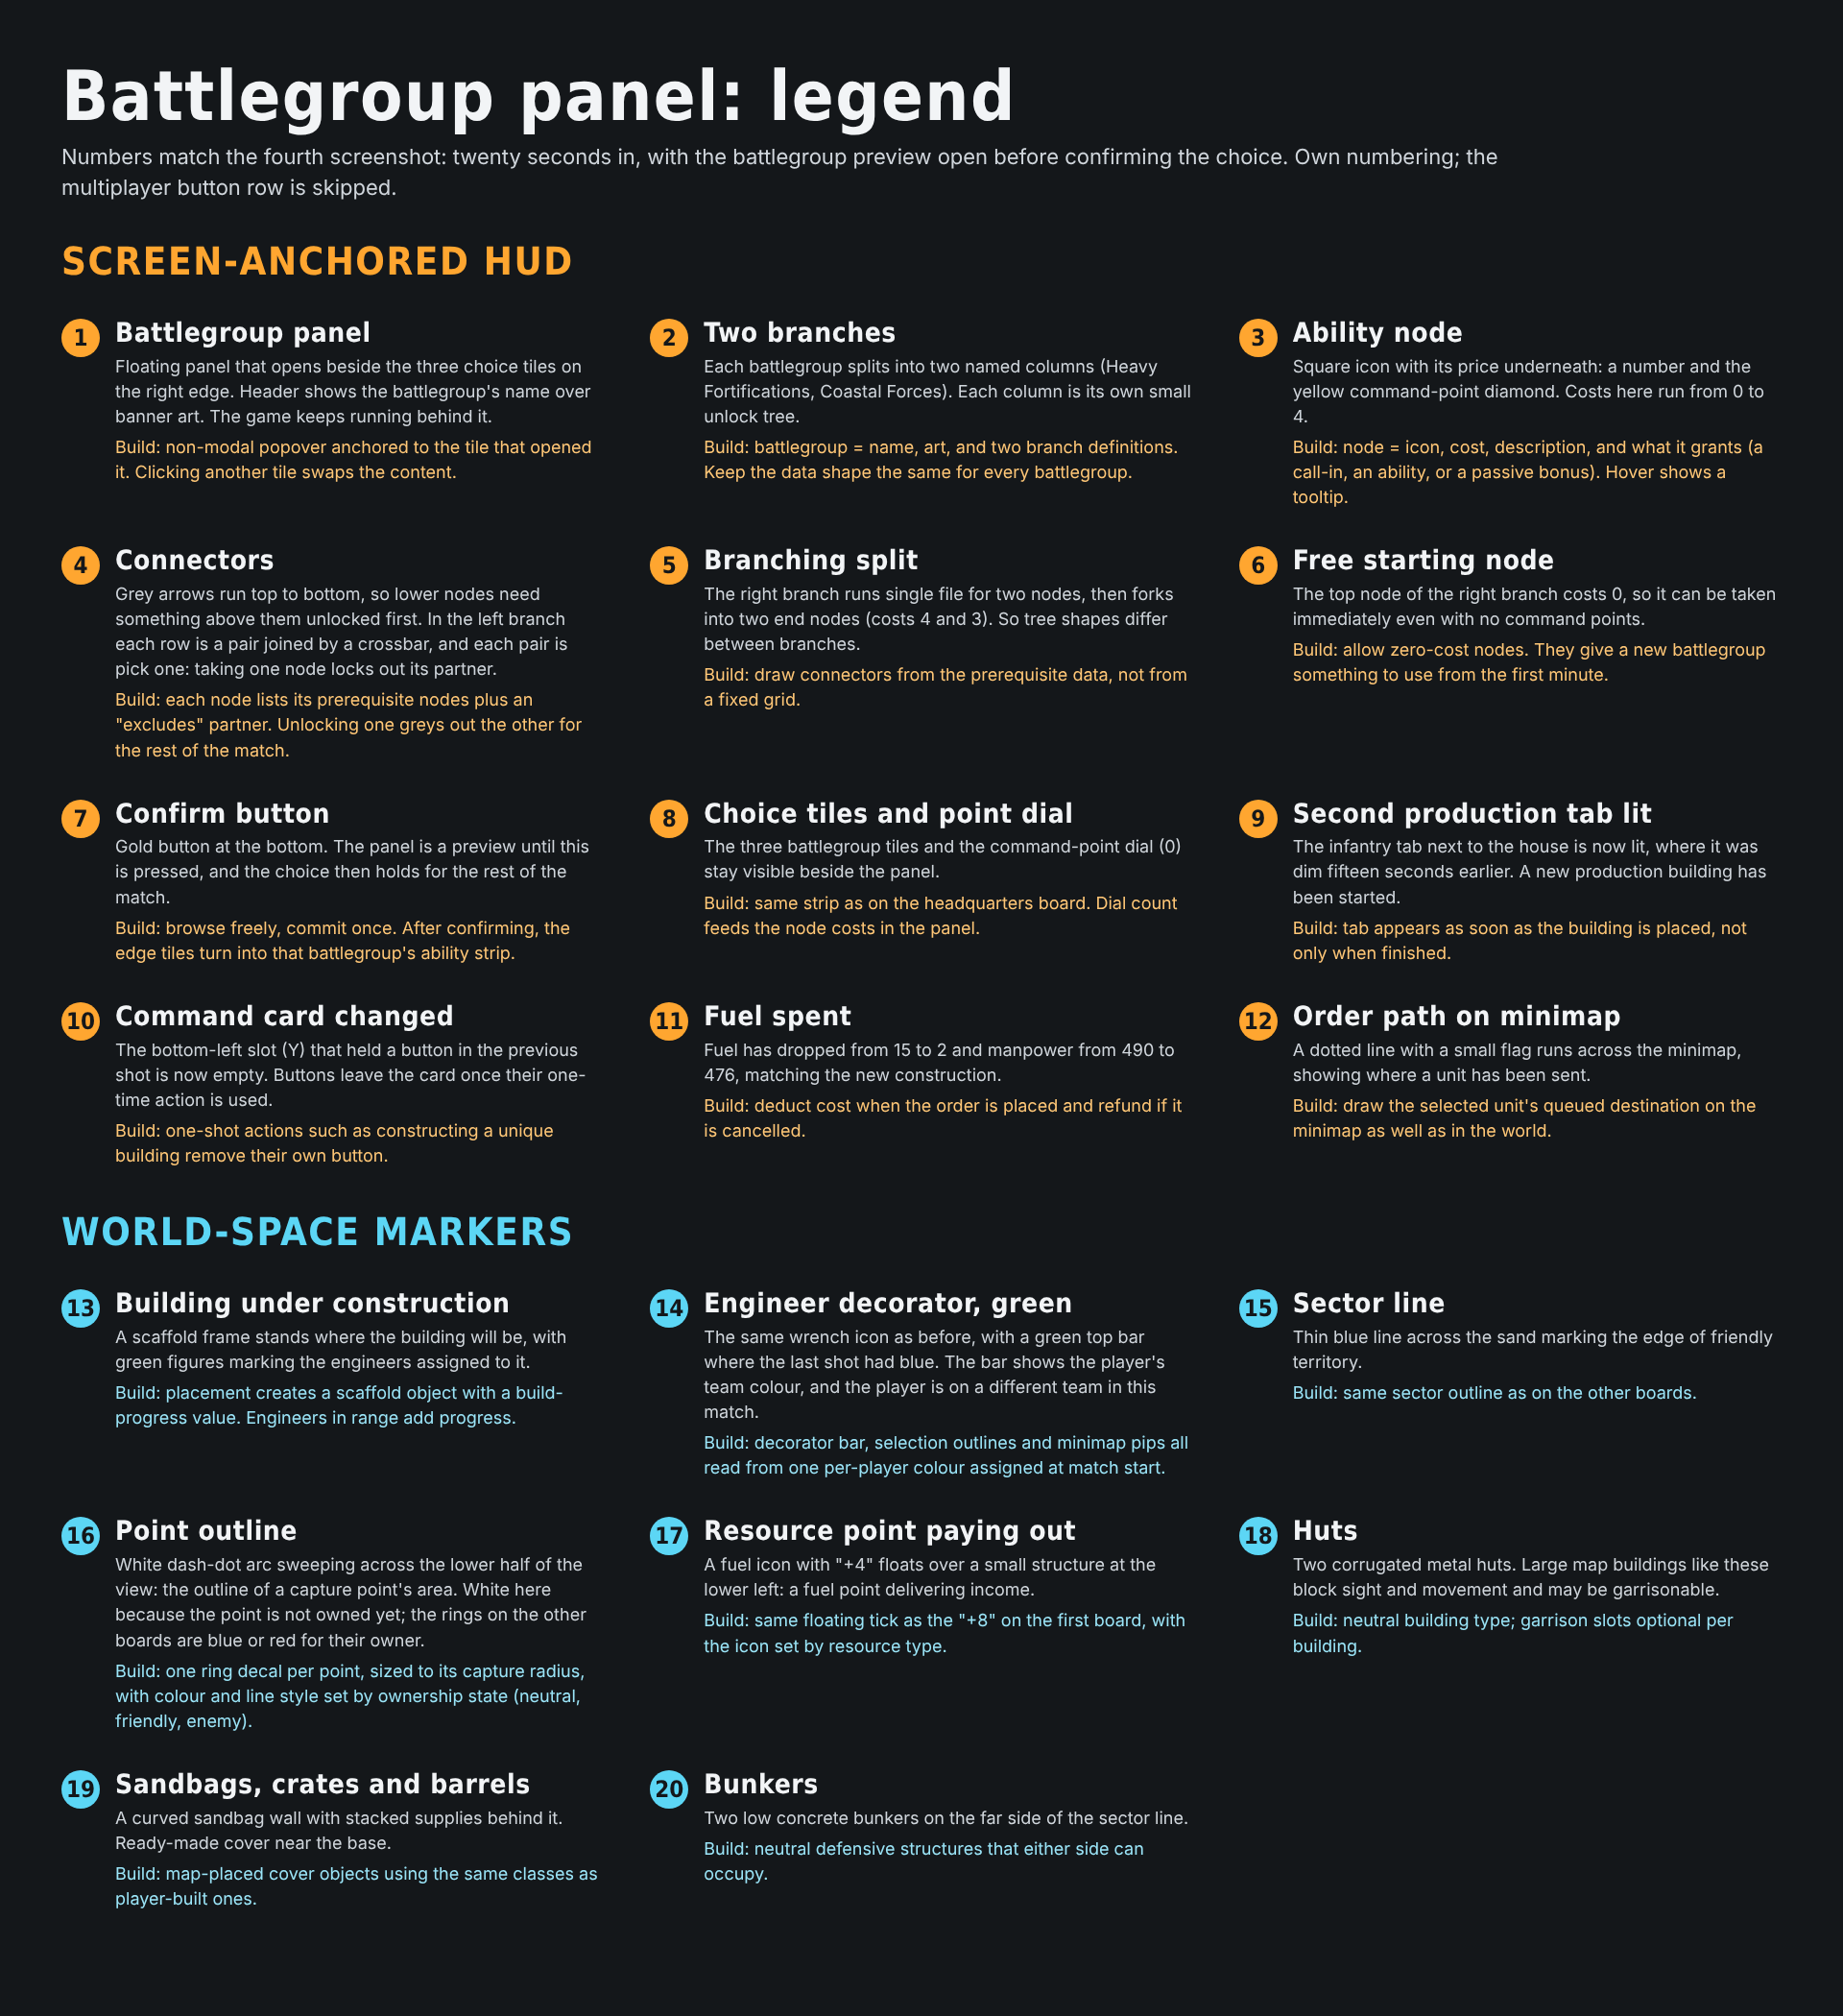 Battlegroup panel: legend
Numbers match the fourth screenshot: twenty seconds in, with the battlegroup preview open before confirming the choice. Own numbering; the
multiplayer button row is skipped.
SCREEN-ANCHORED HUD
1
Battlegroup panel
Floating panel that opens beside the three choice tiles on
the right edge. Header shows the battlegroup's name over
banner art. The game keeps running behind it.
Build: non-modal popover anchored to the tile that opened
it. Clicking another tile swaps the content.
2
Two branches
Each battlegroup splits into two named columns (Heavy
Fortifications, Coastal Forces). Each column is its own small
unlock tree.
Build: battlegroup = name, art, and two branch definitions.
Keep the data shape the same for every battlegroup.
3
Ability node
Square icon with its price underneath: a number and the
yellow command-point diamond. Costs here run from 0 to
4.
Build: node = icon, cost, description, and what it grants (a
call-in, an ability, or a passive bonus). Hover shows a
tooltip.
4
Connectors
Grey arrows run top to bottom, so lower nodes need
something above them unlocked first. In the left branch
each row is a pair joined by a crossbar, and each pair is
pick one: taking one node locks out its partner.
Build: each node lists its prerequisite nodes plus an
"excludes" partner. Unlocking one greys out the other for
the rest of the match.
5
Branching split
The right branch runs single file for two nodes, then forks
into two end nodes (costs 4 and 3). So tree shapes differ
between branches.
Build: draw connectors from the prerequisite data, not from
a fixed grid.
6
Free starting node
The top node of the right branch costs 0, so it can be taken
immediately even with no command points.
Build: allow zero-cost nodes. They give a new battlegroup
something to use from the first minute.
7
Confirm button
Gold button at the bottom. The panel is a preview until this
is pressed, and the choice then holds for the rest of the
match.
Build: browse freely, commit once. After confirming, the
edge tiles turn into that battlegroup's ability strip.
8
Choice tiles and point dial
The three battlegroup tiles and the command-point dial (0)
stay visible beside the panel.
Build: same strip as on the headquarters board. Dial count
feeds the node costs in the panel.
9
Second production tab lit
The infantry tab next to the house is now lit, where it was
dim fifteen seconds earlier. A new production building has
been started.
Build: tab appears as soon as the building is placed, not
only when finished.
10
Command card changed
The bottom-left slot (Y) that held a button in the previous
shot is now empty. Buttons leave the card once their one-
time action is used.
Build: one-shot actions such as constructing a unique
building remove their own button.
11
Fuel spent
Fuel has dropped from 15 to 2 and manpower from 490 to
476, matching the new construction.
Build: deduct cost when the order is placed and refund if it
is cancelled.
12
Order path on minimap
A dotted line with a small flag runs across the minimap,
showing where a unit has been sent.
Build: draw the selected unit's queued destination on the
minimap as well as in the world.
WORLD-SPACE MARKERS
13
Building under construction
A scaffold frame stands where the building will be, with
green figures marking the engineers assigned to it.
Build: placement creates a scaffold object with a build-
progress value. Engineers in range add progress.
14
Engineer decorator, green
The same wrench icon as before, with a green top bar
where the last shot had blue. The bar shows the player's
team colour, and the player is on a different team in this
match.
Build: decorator bar, selection outlines and minimap pips all
read from one per-player colour assigned at match start.
15
Sector line
Thin blue line across the sand marking the edge of friendly
territory.
Build: same sector outline as on the other boards.
16
Point outline
White dash-dot arc sweeping across the lower half of the
view: the outline of a capture point's area. White here
because the point is not owned yet; the rings on the other
boards are blue or red for their owner.
Build: one ring decal per point, sized to its capture radius,
with colour and line style set by ownership state (neutral,
friendly, enemy).
17
Resource point paying out
A fuel icon with "+4" floats over a small structure at the
lower left: a fuel point delivering income.
Build: same floating tick as the "+8" on the first board, with
the icon set by resource type.
18
Huts
Two corrugated metal huts. Large map buildings like these
block sight and movement and may be garrisonable.
Build: neutral building type; garrison slots optional per
building.
19
Sandbags, crates and barrels
A curved sandbag wall with stacked supplies behind it.
Ready-made cover near the base.
Build: map-placed cover objects using the same classes as
player-built ones.
20
Bunkers
Two low concrete bunkers on the far side of the sector line.
Build: neutral defensive structures that either side can
occupy.